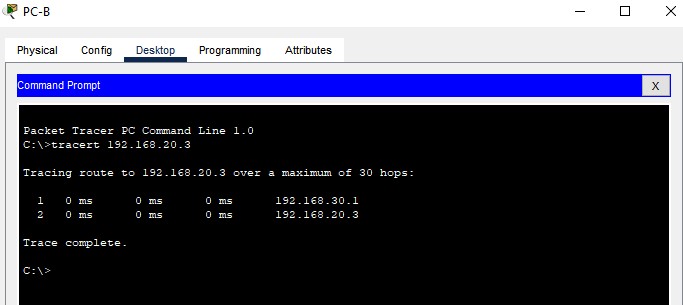 PC-B
Physical Config Desktop Programming Attributes
Command Prompt X
Packet Tracer PC Command Line 1.0
C:\>tracert 192.168.20.3
Tracing route to 192.168.20.3 over a maximum of 30 hops:
1 0 ms 0 ms 0 ms 192.168.30.1
2 0 ms 0 ms 0 ms 192.168.20.3
Trace complete.
C:\>